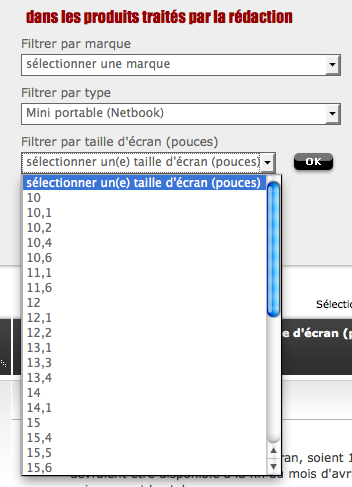 dans les produits traités par la rédaction
Filtrer par marque
sélectionner une marque
Filtrer par type
Mini portable (Netbook)
Filtrer par taille d'écran (pouces)
sélectionner un(e) taille d'écran (pouces)
OK
sélectionner un(e) taille d'écran (pouces)
10
10,1
10,2
10,4
10,6
11,1
11,6
12
12,1
12,2
13,1
13,3
13,4
14
14,1
15
15,4
15,5
15,6
Sélectio
e d'écran (p
ran, soient 1
mois d'avr